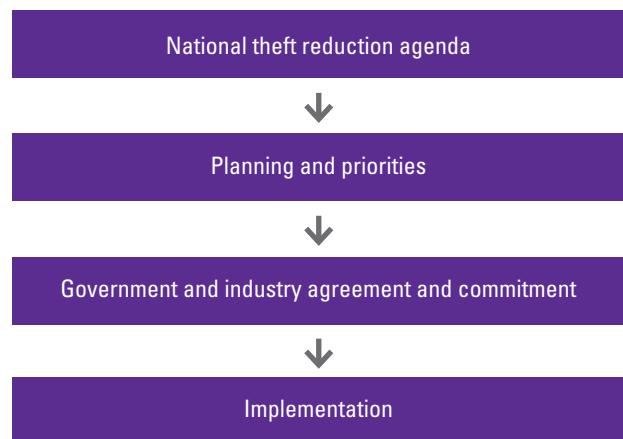 National theft reduction agenda
Planning and priorities
Government and industry agreement and commitment
Implementation